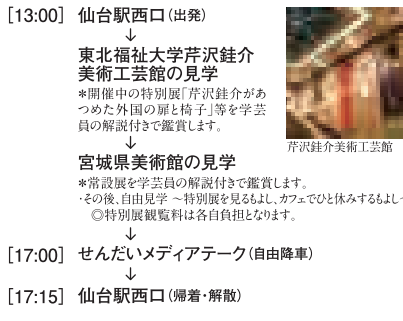 ［13:00］ 仙台駅西口（出発）
↓
東北福祉大学芹沢銈介
美術工芸館の見学
＊開催中の特別展「芹沢銈介があ
つめた外国の扉と椅子」等を学芸
員の解説付きで鑑賞します。
芹沢銈介美術工芸館
↓
宮城県美術館の見学
＊常設展を学芸員の解説付きで鑑賞します。
・その後、自由見学 〜特別展を見るもよし、カフェでひと休みするもよし〜
◎特別展観覧料は各自負担となります。
↓
［17:00］ せんだいメディアテーク（自由降車）
↓
［17:15］ 仙台駅西口（帰着・解散）